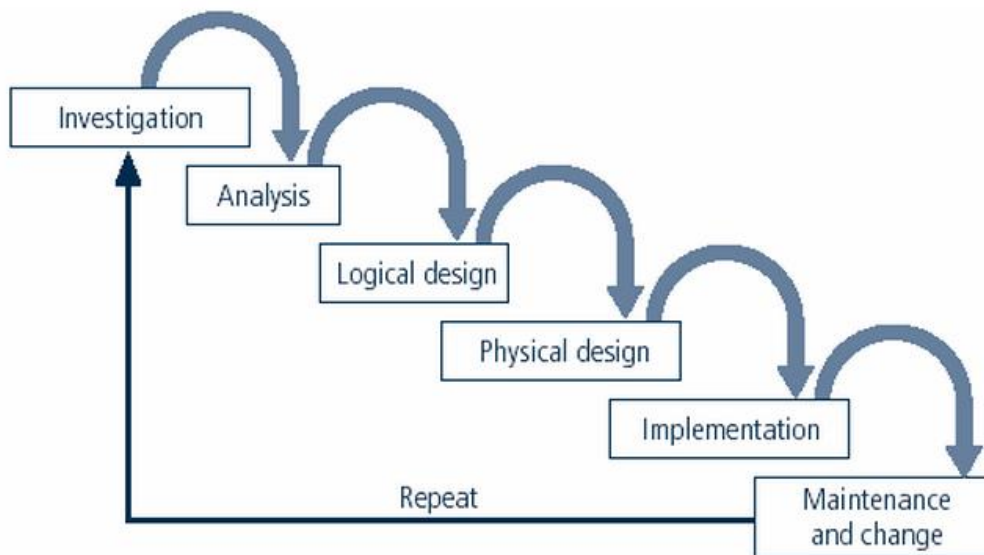 Investigation
Analysis
Logical design
Physical design
Implementation
Repeat
Maintenance
and change